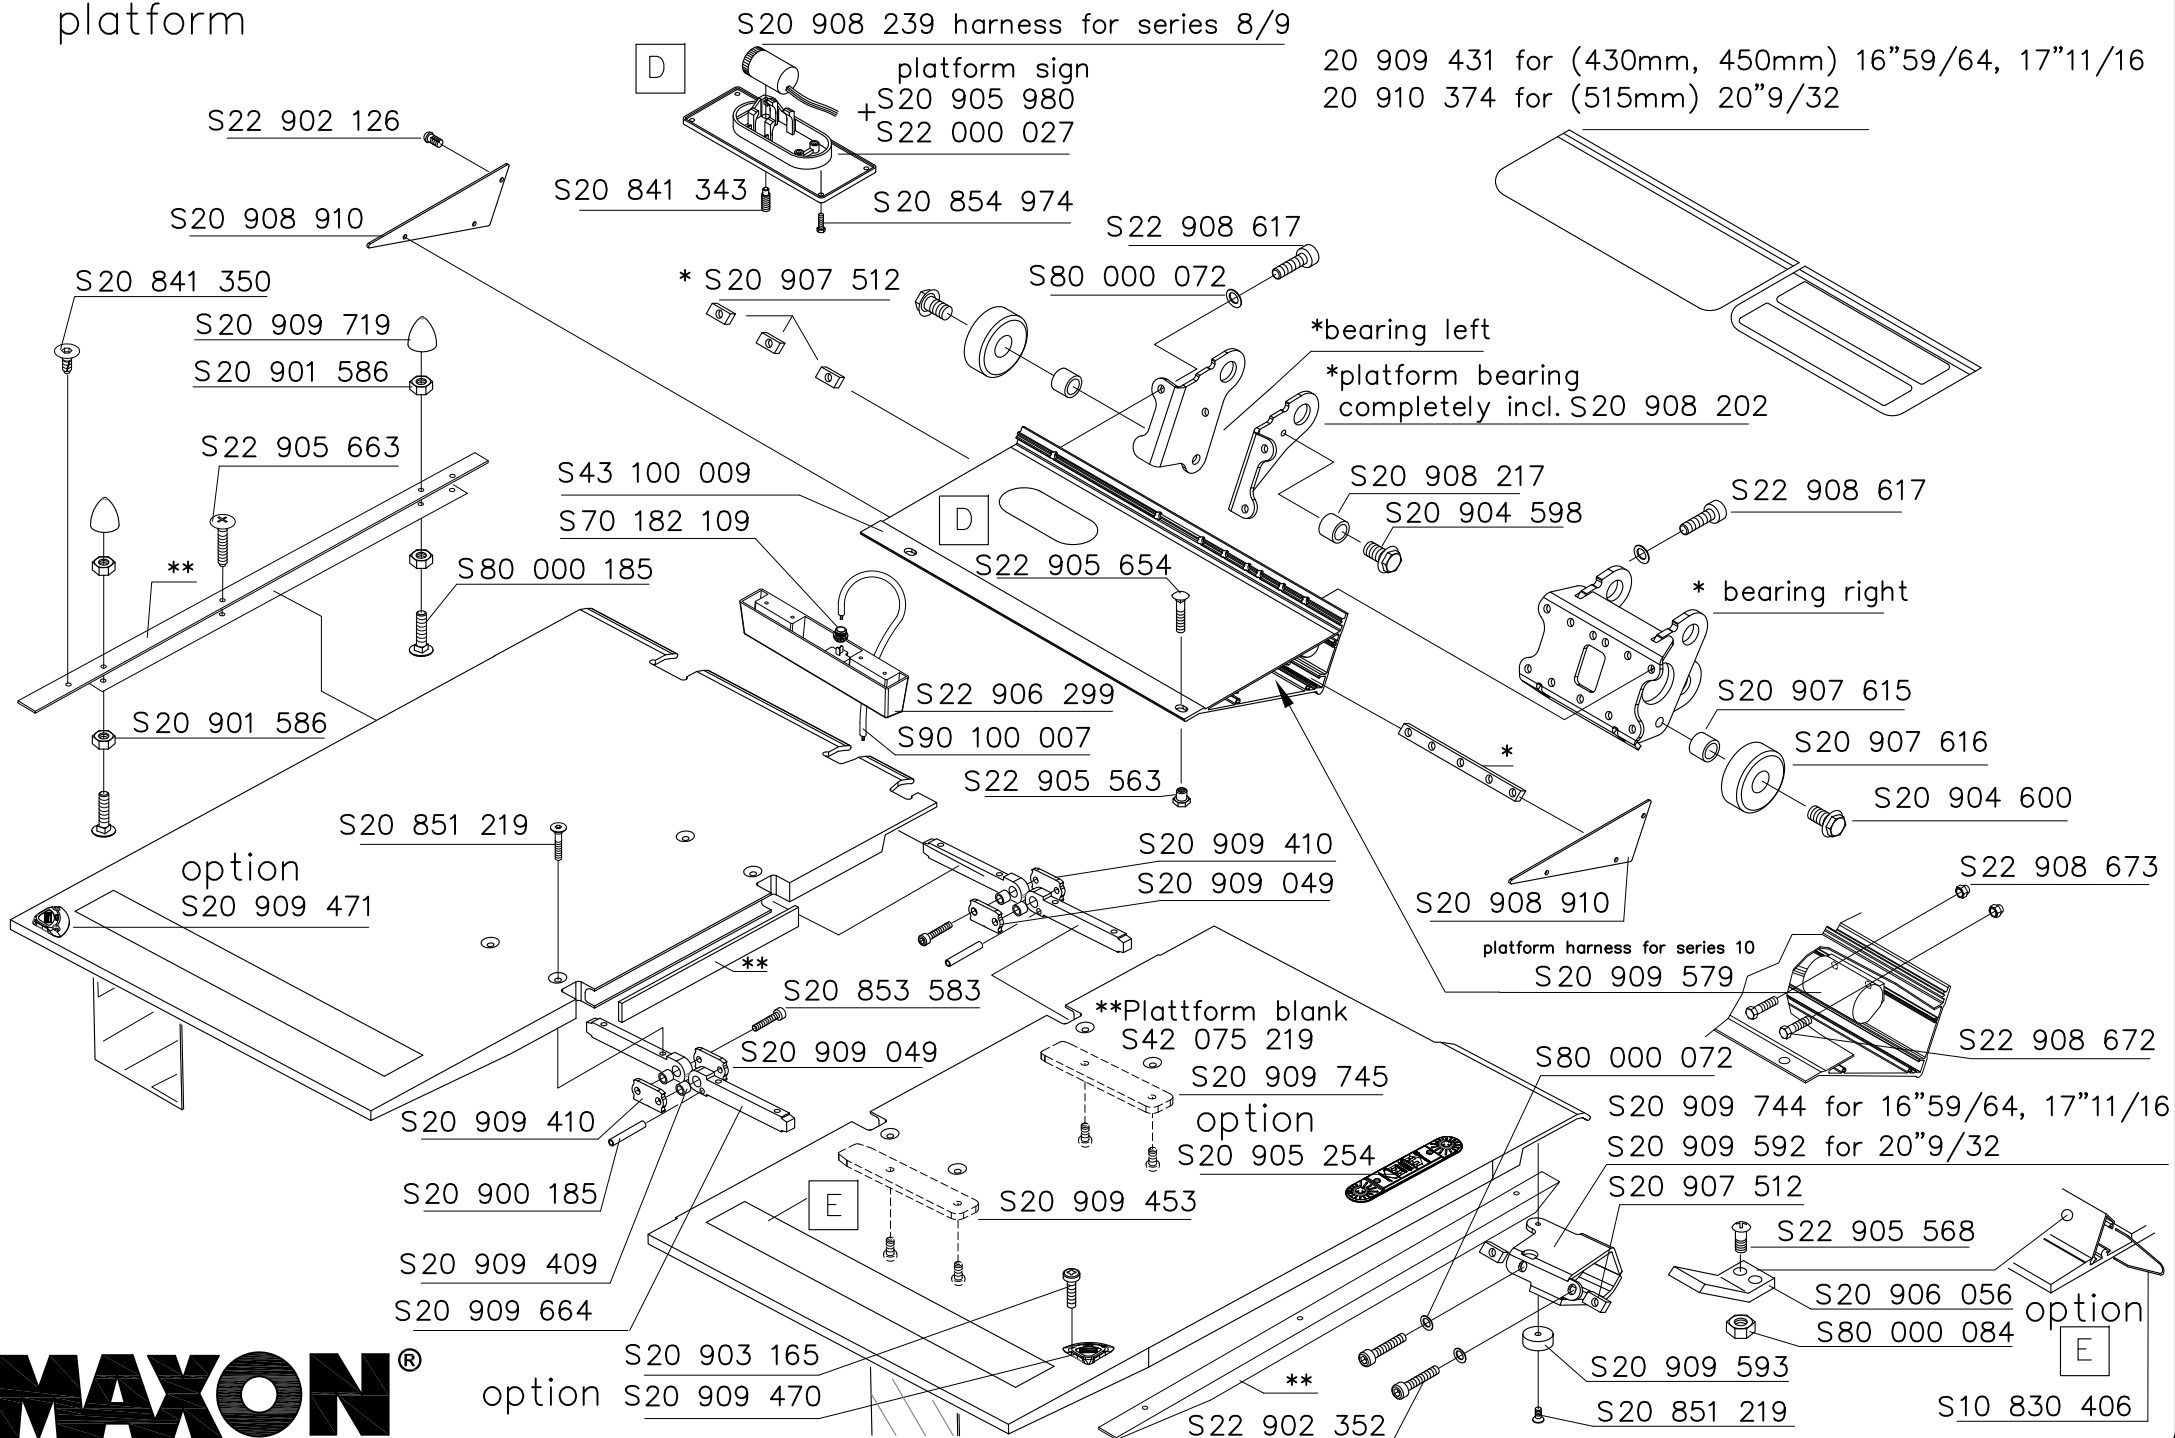 platform
S20 908 239 harness for series 8/9
D
platform sign
+S20 905 980
S22 000 027
20 909 431 for (430mm, 450mm) 16”59/64, 17”11/16
20 910 374 for (515mm) 20”9/32
S22 902 126
S20 841 343
S20 854 974
S20 908 910
S22 908 617
S20 841 350
* S20 907 512
S80 000 072
S20 909 719
*bearing left
S20 901 586
*platform bearing
completely incl. S20 908 202
S22 905 663
S43 100 009
S20 908 217
S22 908 617
D
S70 182 109
S20 904 598
**
S80 000 185
S22 905 654
* bearing right
S20 901 586
S22 906 299
S20 907 615
S90 100 007
*
S20 907 616
S22 905 563
S20 904 600
S20 851 219
S20 909 410
option
S20 909 471
S20 909 049
S22 908 673
S20 908 910
platform harness for series 10
S20 909 579
**
S20 853 583
**Plattform blank
S42 075 219
S22 908 672
S20 909 049
S80 000 072
S20 909 745
S20 909 744 for 16”59/64, 17”11/16
S20 909 410
option
S20 905 254
S20 909 592 for 20”9/32
S20 900 185
E
S20 909 453
S20 907 512
S22 905 568
S20 909 409
S20 906 056
S20 909 664
option
S80 000 084
E
S20 903 165
S20 909 593
option S20 909 470
**
S22 902 352
S20 851 219
S10 830 406
MAXON®